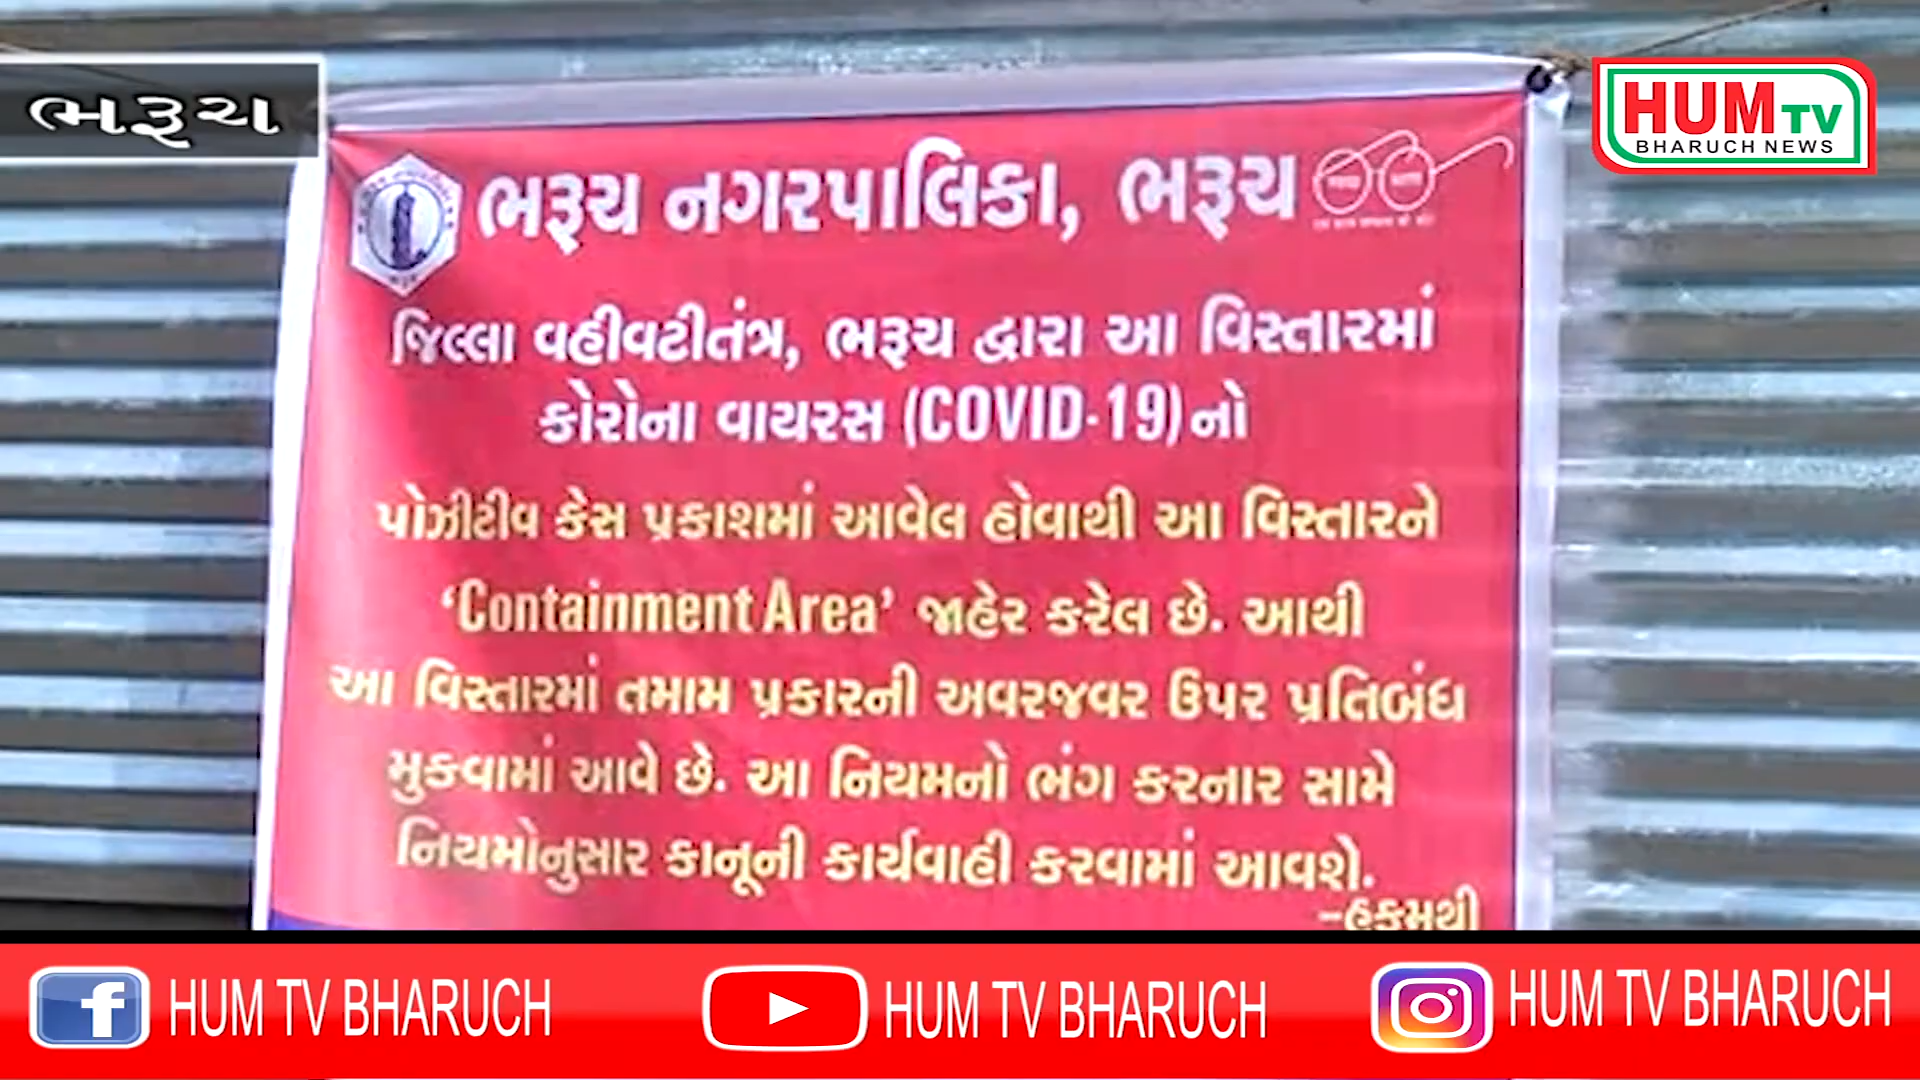 ભરૂચ
HUM TV
BHARUCH NEWS
ભરૂચ નગરપાલિકા, ભરૂચ
જિલ્લા વહીવટીતંત્ર, ભરૂચ દ્વારા આ વિસ્તારમાં
કોરોના વાયરસ (COVID-19) નો
પોઝીટીવ કેસ પ્રકાશમાં આવેલ હોવાથી આ વિસ્તારને
‘Containment Area’ જાહેર કરેલ છે. આથી
આ વિસ્તારમાં તમામ પ્રકારની અવરજવર ઉપર પ્રતિબંધ
મુકવામાં આવે છે. આ નિયમનો ભંગ કરનાર સામે
નિયમોનુસાર કાનૂની કાર્યવાહી કરવામાં આવશે.
-હુકમથી
HUM TV BHARUCH
HUM TV BHARUCH
HUM TV BHARUCH